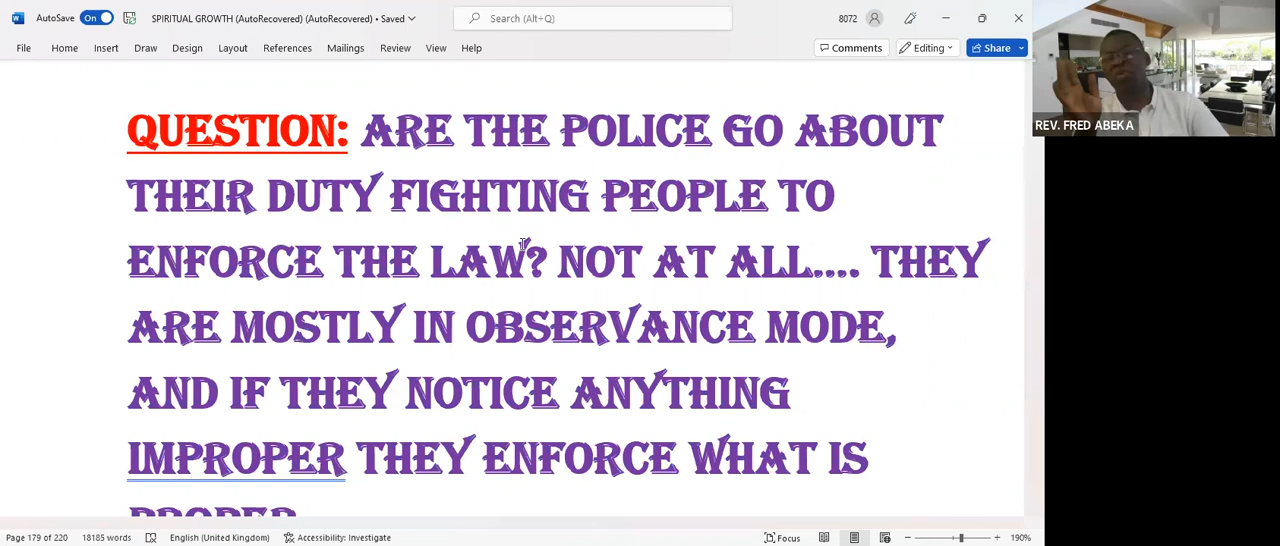 AutoSave On SPIRITUAL GROWTH (AutoRecovered) (AutoRecovered) • Saved Search (Alt+Q) 8072
File Home Insert Draw Design Layout References Mailings Review View Help Comments Editing Share
REV. FRED ABEKA
QUESTION: ARE THE POLICE GO ABOUT
THEIR DUTY FIGHTING PEOPLE TO
ENFORCE THE LAW? NOT AT ALL.... THEY
ARE MOSTLY IN OBSERVANCE MODE,
AND IF THEY NOTICE ANYTHING
IMPROPER THEY ENFORCE WHAT IS
PROPER
Page 179 of 220 18185 words English (United Kingdom) Accessibility: Investigate Focus 190%